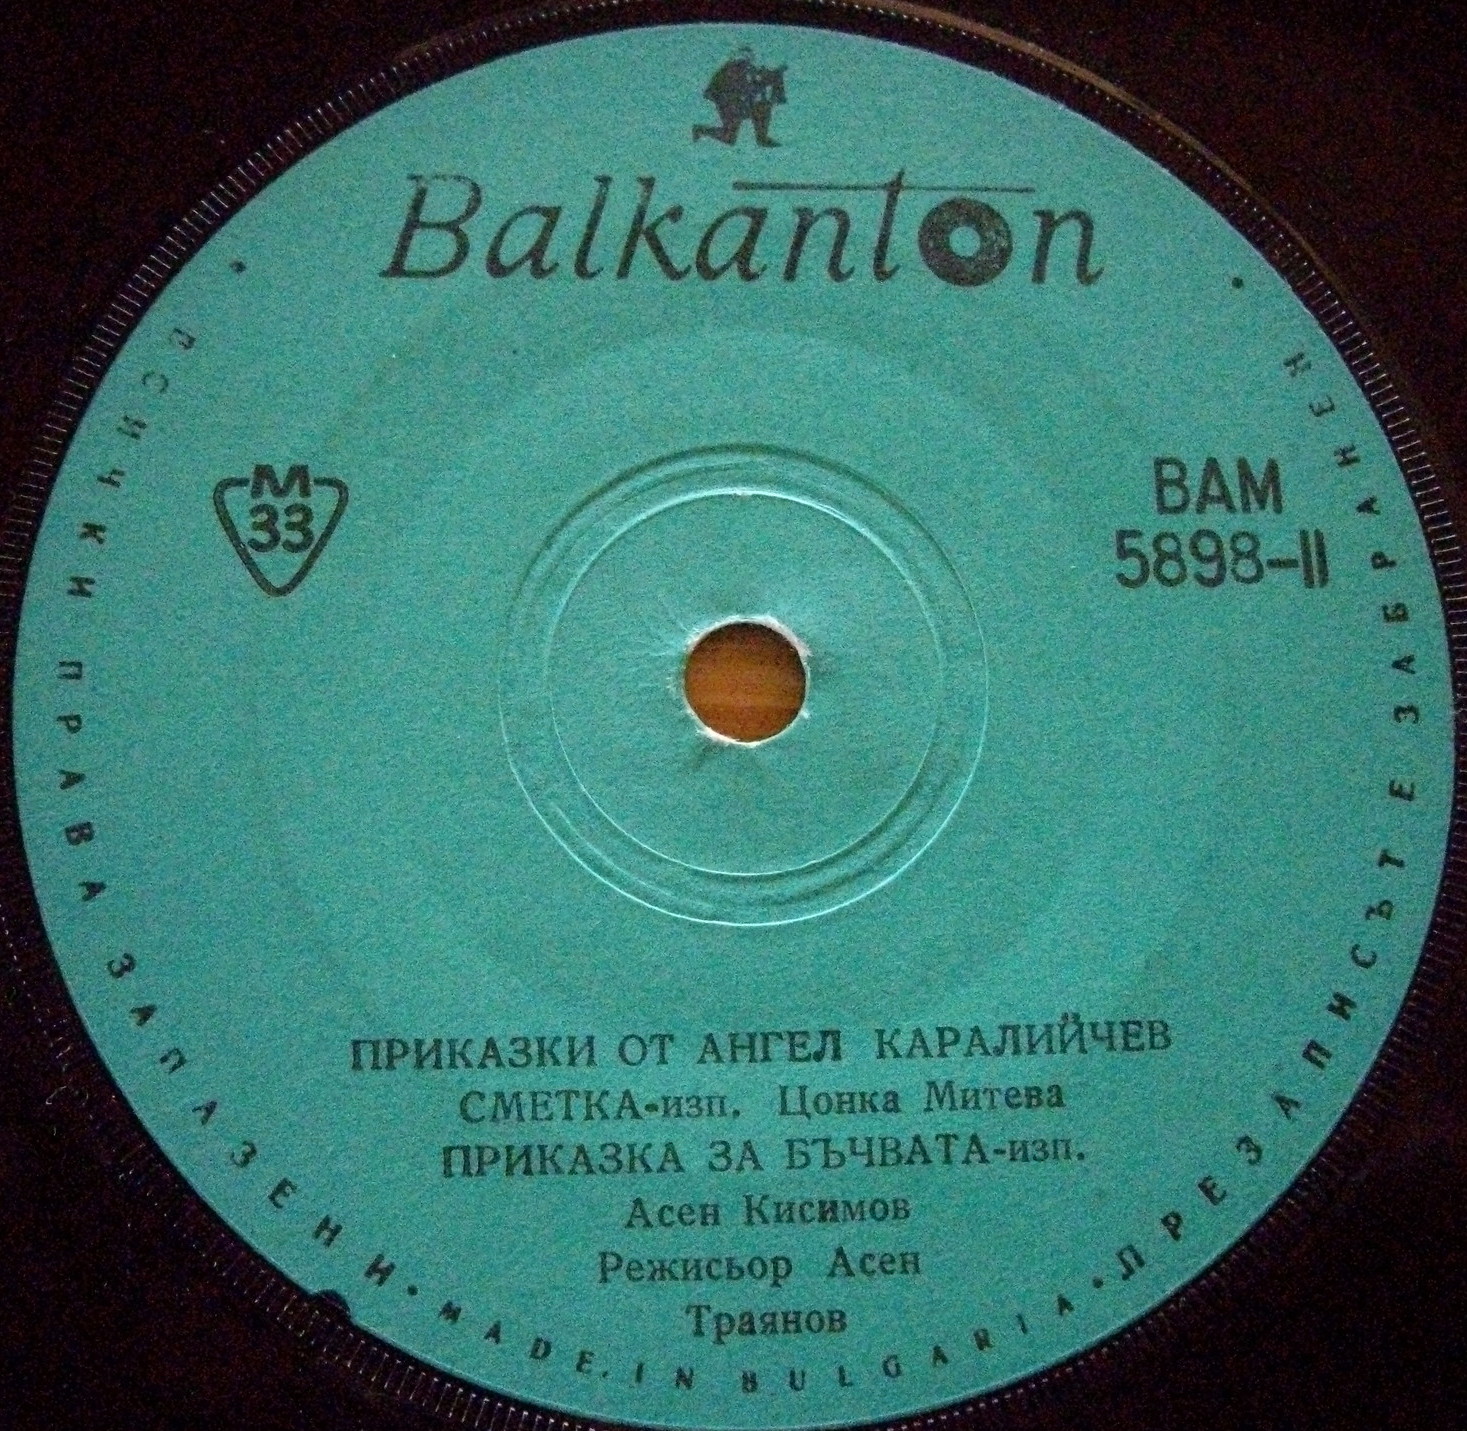 Balkanton
M
33
ВАМ
5898-II
ПРИКАЗКИ ОТ АНГЕЛ КАРАЛИЙЧЕВ
СМЕТКА-изп. Цонка Митева
ПРИКАЗКА ЗА БЪЧВАТА-изп.
Асен Кисимов
Режисьор Асен
Траянов
• ВСИЧКИ ПРАВА ЗАПАЗЕНИ • MADE. IN BULGARIA • ПРЕЗАПИСЪТ Е ЗАБРАНЕН •